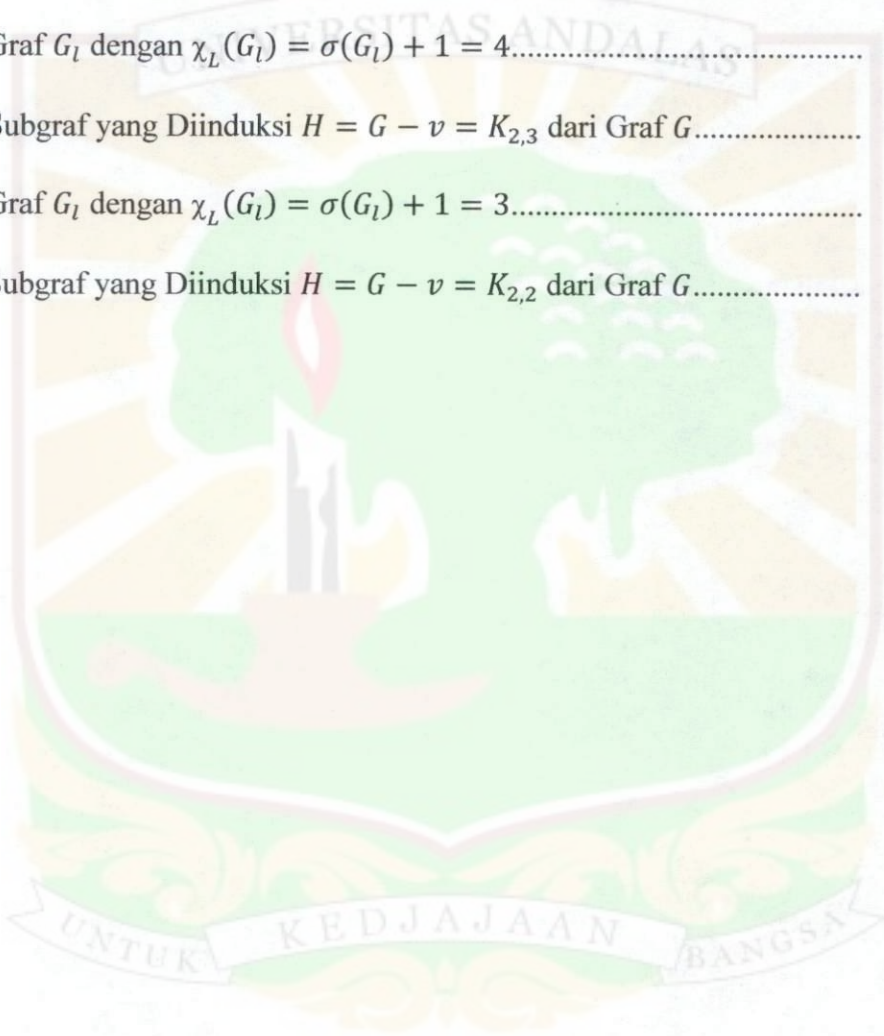 UNIVERSITAS ANDALAS
Graf G_l dengan χ_L(G_l) = σ(G_l) + 1 = 4............................................
Subgraf yang Diinduksi H = G − v = K_{2,3} dari Graf G.....................
Graf G_l dengan χ_L(G_l) = σ(G_l) + 1 = 3............................................
Subgraf yang Diinduksi H = G − v = K_{2,2} dari Graf G.....................
UNTUK KEDJAJAAN BANGSA